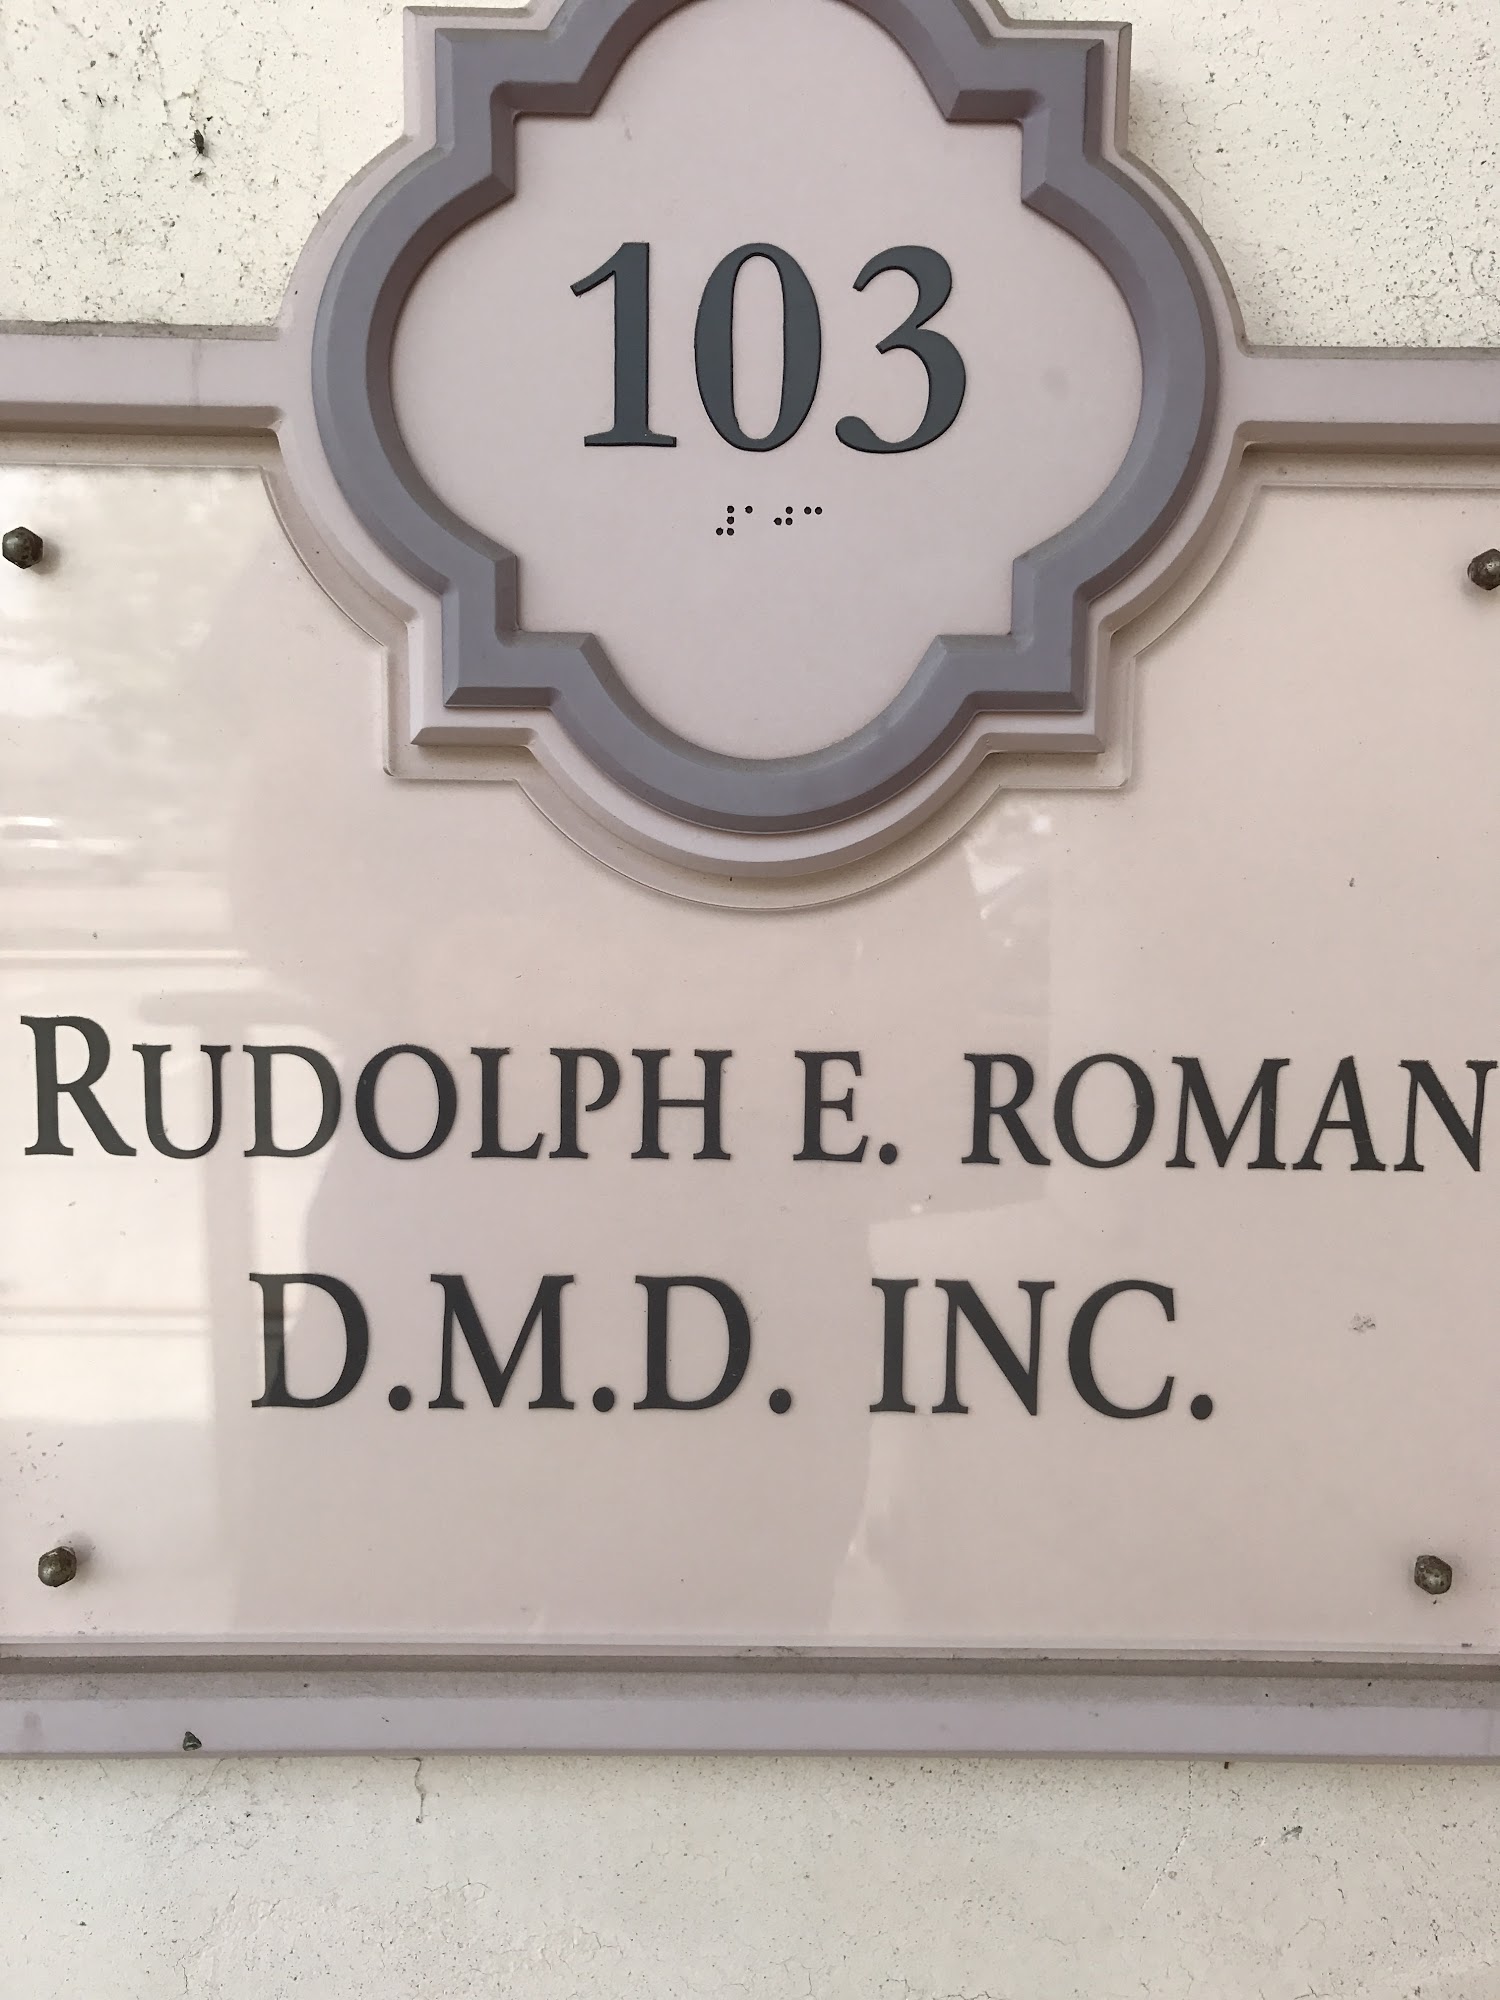 103
⠼⠁⠚⠉
RUDOLPH E. ROMAN
D.M.D. INC.